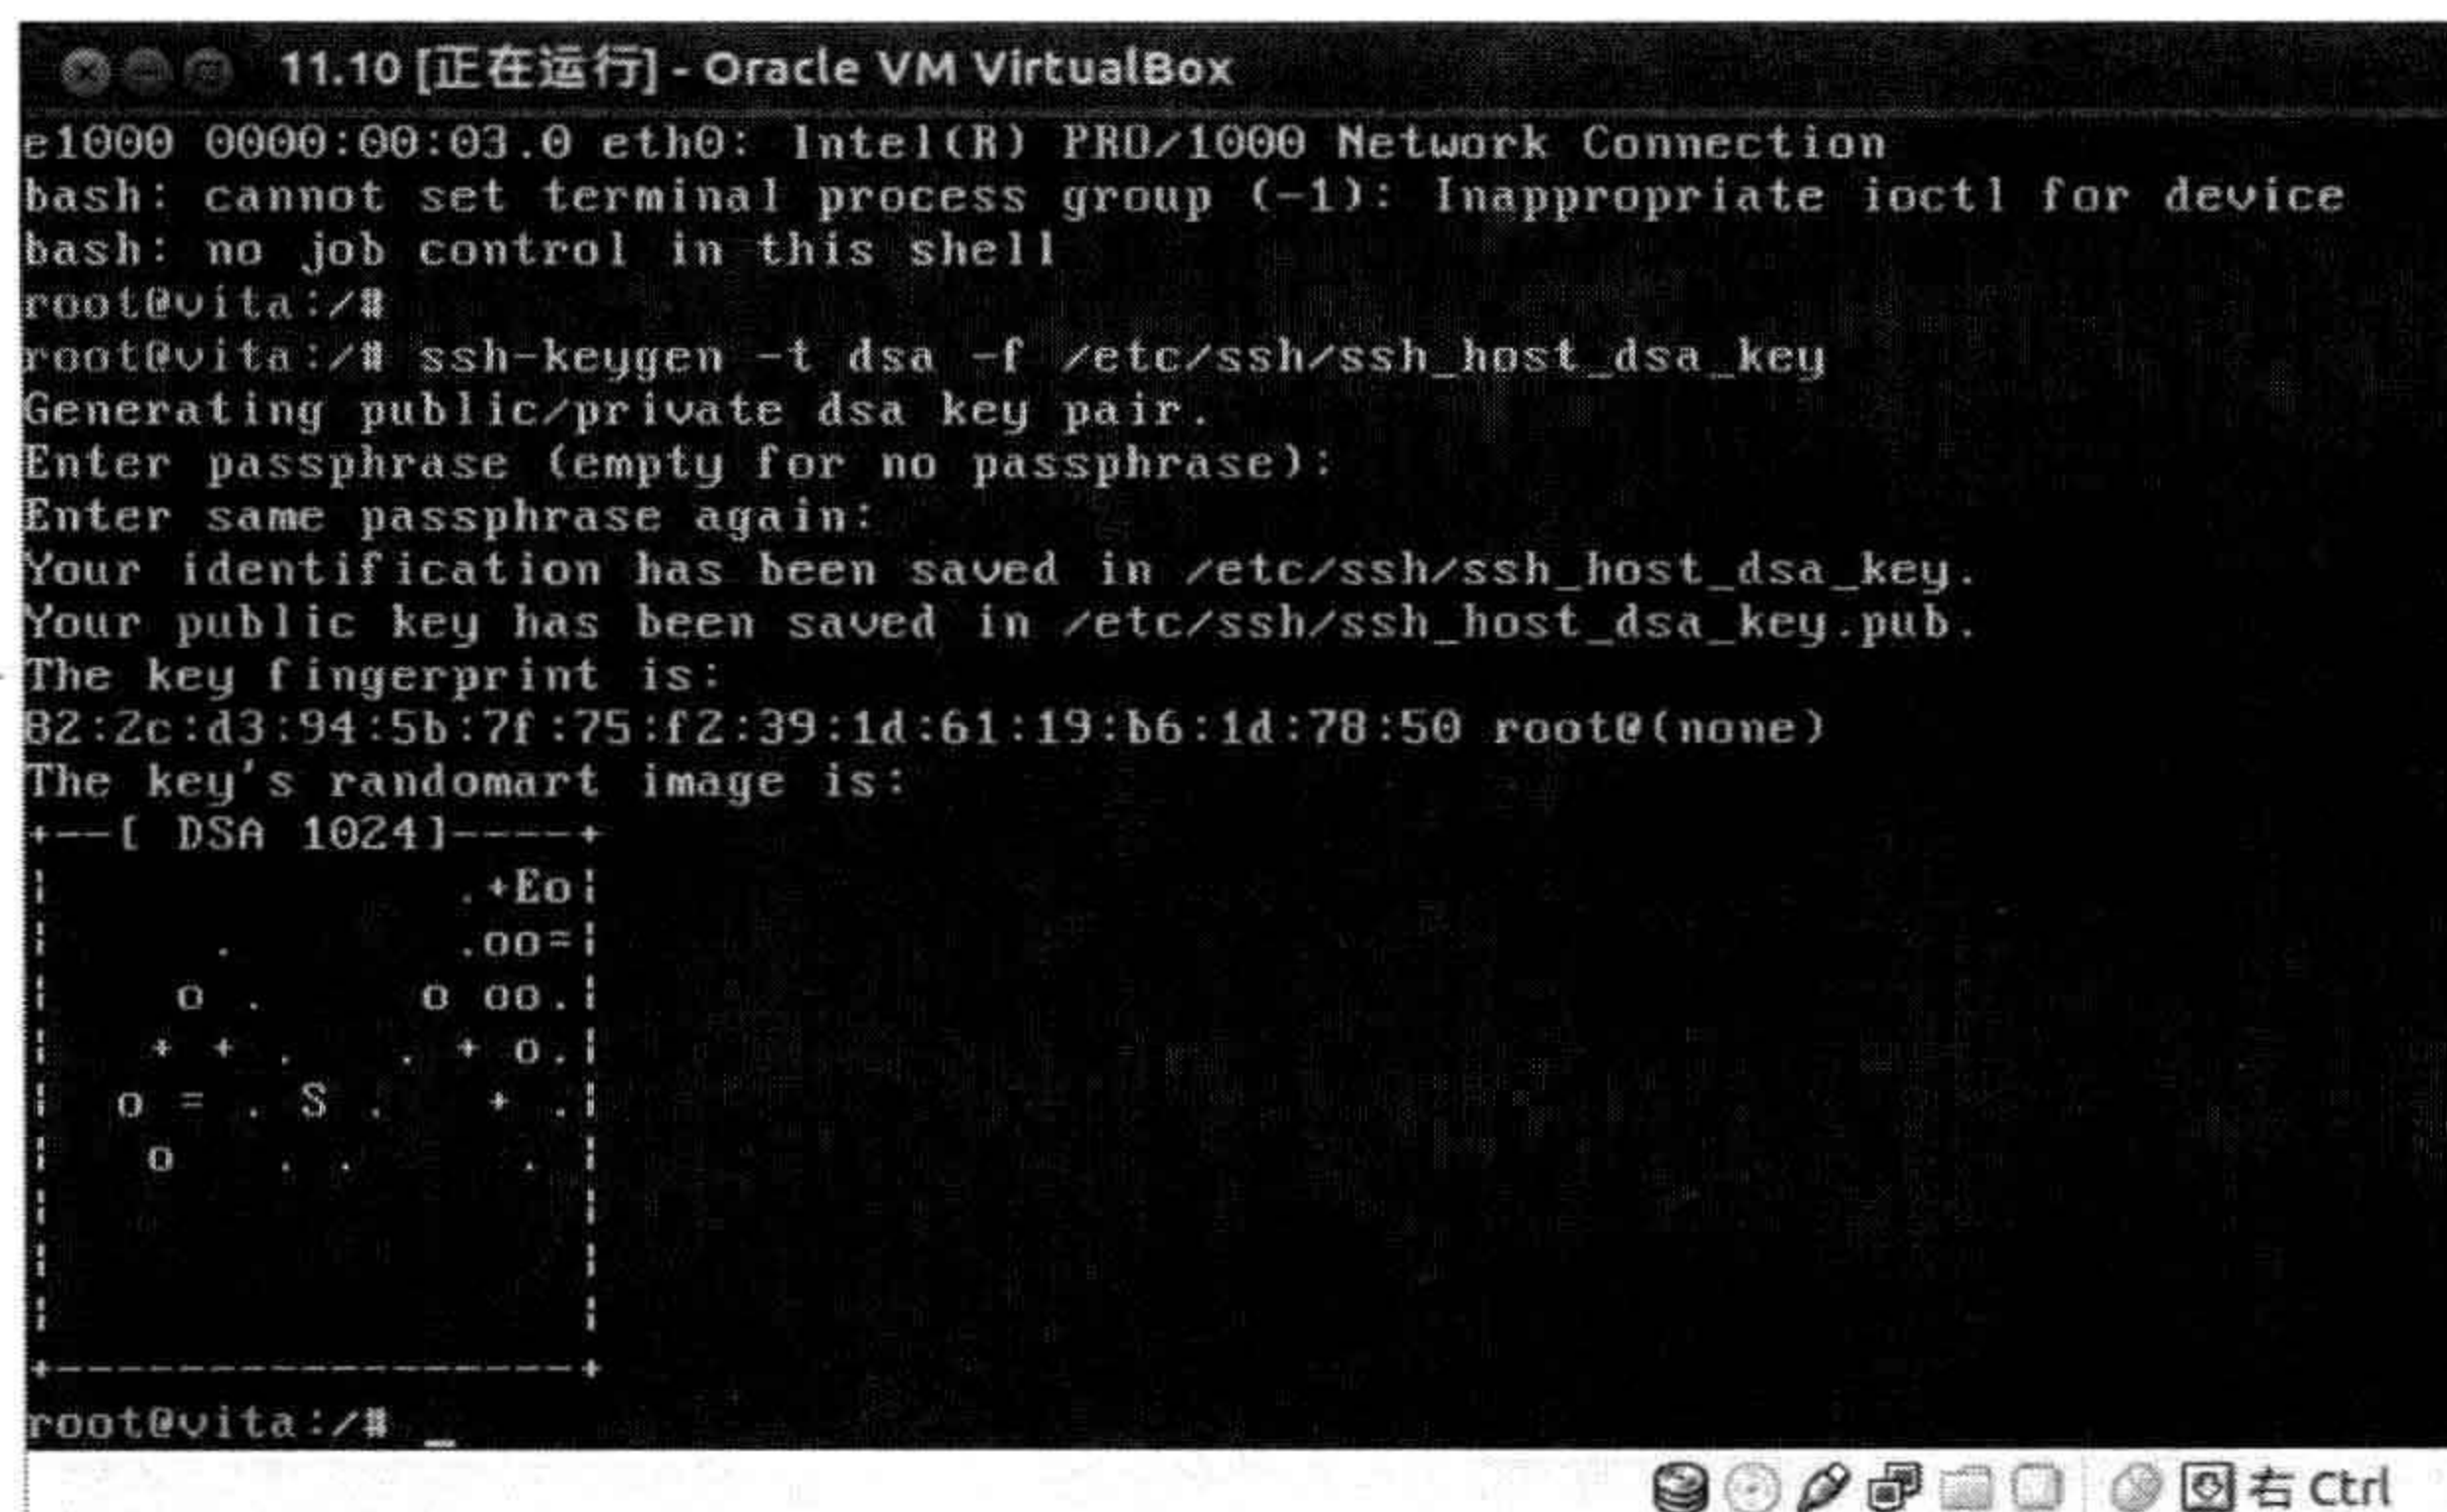 11.10 [正在运行] - Oracle VM VirtualBox
e1000 0000:00:03.0 eth0: Intel(R) PRO/1000 Network Connection
bash: cannot set terminal process group (-1): Inappropriate ioctl for device
bash: no job control in this shell
root@vita:/#
root@vita:/# ssh-keygen -t dsa -f /etc/ssh/ssh_host_dsa_key
Generating public/private dsa key pair.
Enter passphrase (empty for no passphrase):
Enter same passphrase again:
Your identification has been saved in /etc/ssh/ssh_host_dsa_key.
Your public key has been saved in /etc/ssh/ssh_host_dsa_key.pub.
The key fingerprint is:
82:2c:d3:94:5b:7f:75:f2:39:1d:61:19:b6:1d:78:50 root@(none)
The key's randomart image is:
+--[ DSA 1024]----+
|             .+Eo|
|     .       .oo=|
|    o .     o oo.|
|   + + .   . + o.|
|  o = . S .   + .|
|   o   . .     . |
|                 |
|                 |
|                 |
+-----------------+
root@vita:/# _
右 Ctrl